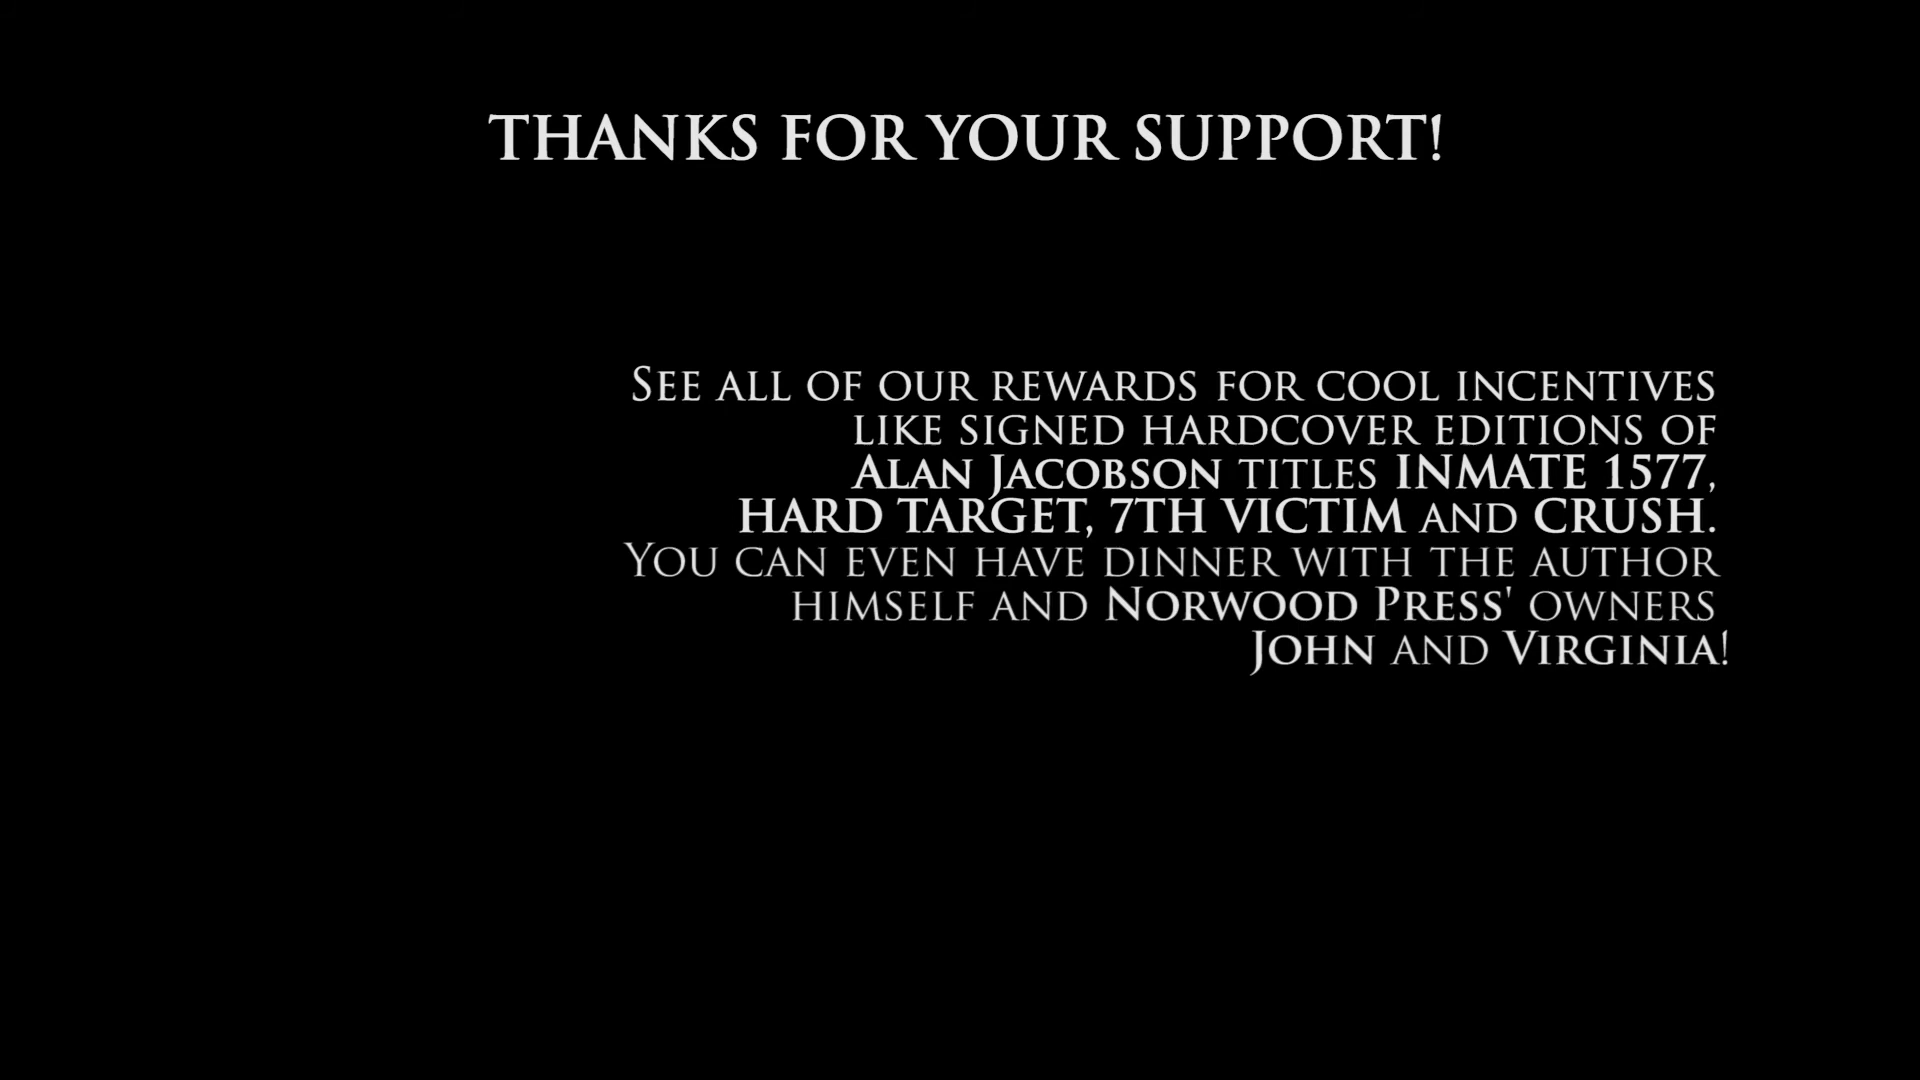 THANKS FOR YOUR SUPPORT!
SEE ALL OF OUR REWARDS FOR COOL INCENTIVES
LIKE SIGNED HARDCOVER EDITIONS OF
ALAN JACOBSON TITLES INMATE 1577,
HARD TARGET, 7TH VICTIM AND CRUSH.
YOU CAN EVEN HAVE DINNER WITH THE AUTHOR
HIMSELF AND NORWOOD PRESS' OWNERS
JOHN AND VIRGINIA!